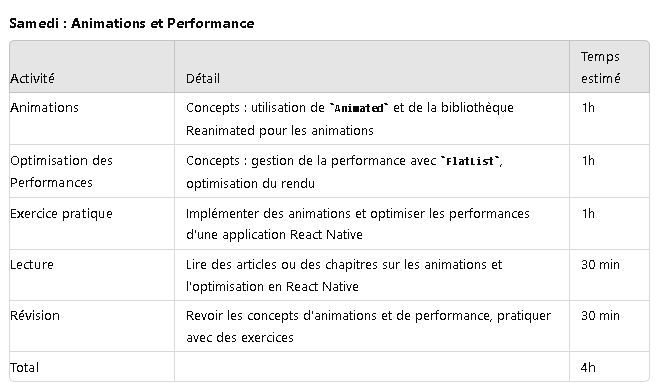 Samedi : Animations et Performance
Activité Détail Temps estimé
Animations Concepts : utilisation de `Animated` et de la bibliothèque
Reanimated pour les animations 1h
Optimisation des Performances Concepts : gestion de la performance avec `FlatList`,
optimisation du rendu 1h
Exercice pratique Implémenter des animations et optimiser les performances
d'une application React Native 1h
Lecture Lire des articles ou des chapitres sur les animations et
l'optimisation en React Native 30 min
Révision Revoir les concepts d'animations et de performance, pratiquer
avec des exercices 30 min
Total 4h